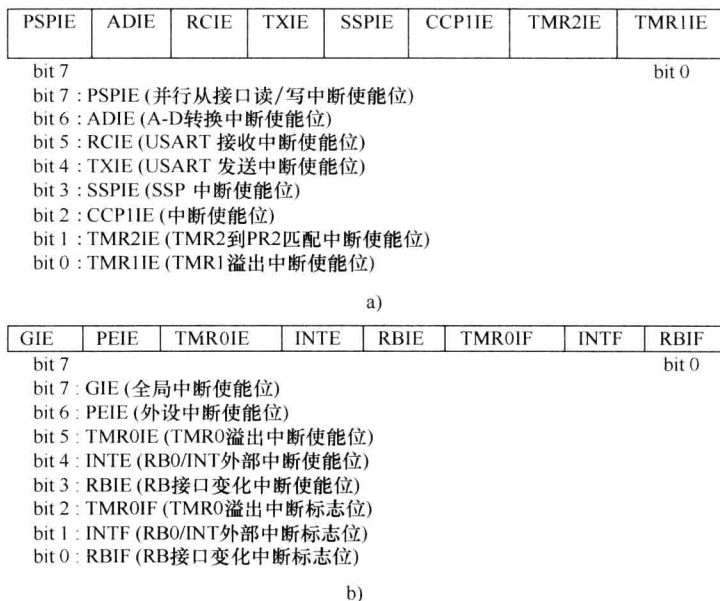 PSPIE ADIE RCIE TXIE SSPIE CCP1IE TMR2IE TMR1IE
bit 7 bit 0
bit 7 : PSPIE (并行从接口读/写中断使能位)
bit 6 : ADIE (A-D转换中断使能位)
bit 5 : RCIE (USART 接收中断使能位)
bit 4 : TXIE (USART 发送中断使能位)
bit 3 : SSPIE (SSP 中断使能位)
bit 2 : CCP1IE (中断使能位)
bit 1 : TMR2IE (TMR2到PR2匹配中断使能位)
bit 0 : TMR1IE (TMR1溢出中断使能位)
a)
GIE PEIE TMR0IE INTE RBIE TMR0IF INTF RBIF
bit 7 bit 0
bit 7 : GIE (全局中断使能位)
bit 6 : PEIE (外设中断使能位)
bit 5 : TMR0IE (TMR0溢出中断使能位)
bit 4 : INTE (RB0/INT外部中断使能位)
bit 3 : RBIE (RB接口变化中断使能位)
bit 2 : TMR0IF (TMR0溢出中断标志位)
bit 1 : INTF (RB0/INT外部中断标志位)
bit 0 : RBIF (RB接口变化中断标志位)
b)